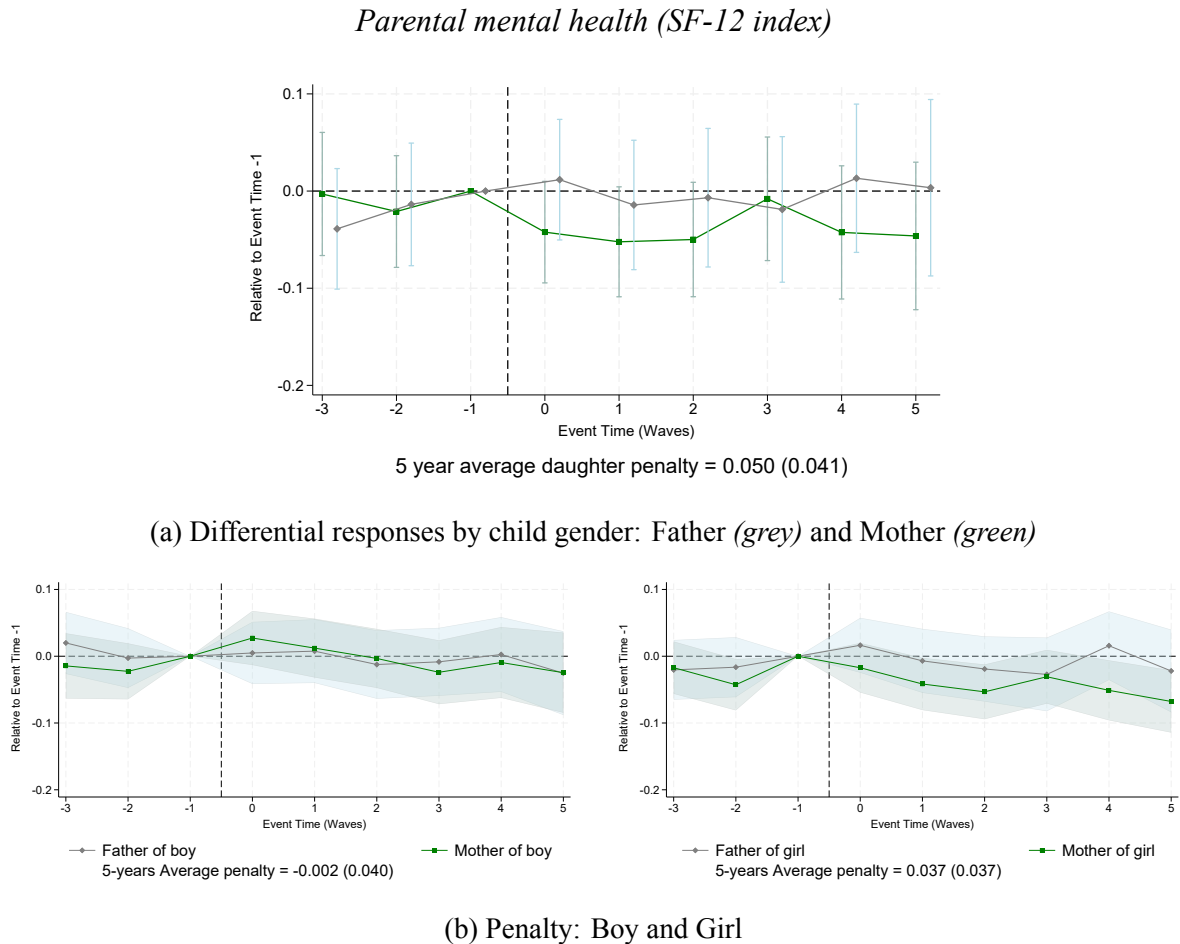 Parental mental health (SF-12 index)
0.1
0.0
-0.1
-0.2
Relative to Event Time -1
-3 -2 -1 0 1 2 3 4 5
Event Time (Waves)
5 year average daughter penalty = 0.050 (0.041)
(a) Differential responses by child gender: Father (grey) and Mother (green)
0.1
0.0
-0.1
-0.2
Relative to Event Time -1
-3 -2 -1 0 1 2 3 4 5
Event Time (Waves)
Father of boy Mother of boy
5-years Average penalty = -0.002 (0.040)
0.1
0.0
-0.1
-0.2
Relative to Event Time -1
-3 -2 -1 0 1 2 3 4 5
Event Time (Waves)
Father of girl Mother of girl
5-years Average penalty = 0.037 (0.037)
(b) Penalty: Boy and Girl